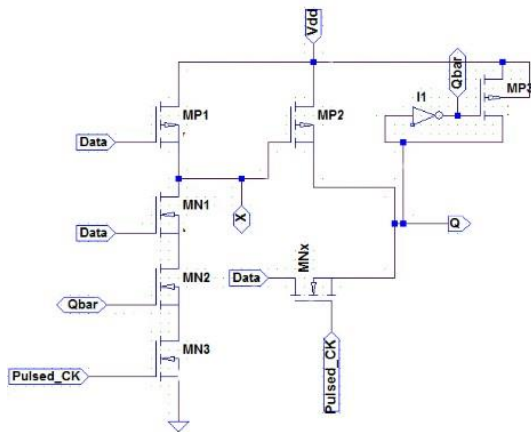 Vdd
Qbar
MP1
MP2
I1
MP3
Data
X
MN1
Data
Q
MN2
MNx
Data
Qbar
MN3
Pulsed_CK
Pulsed_CK